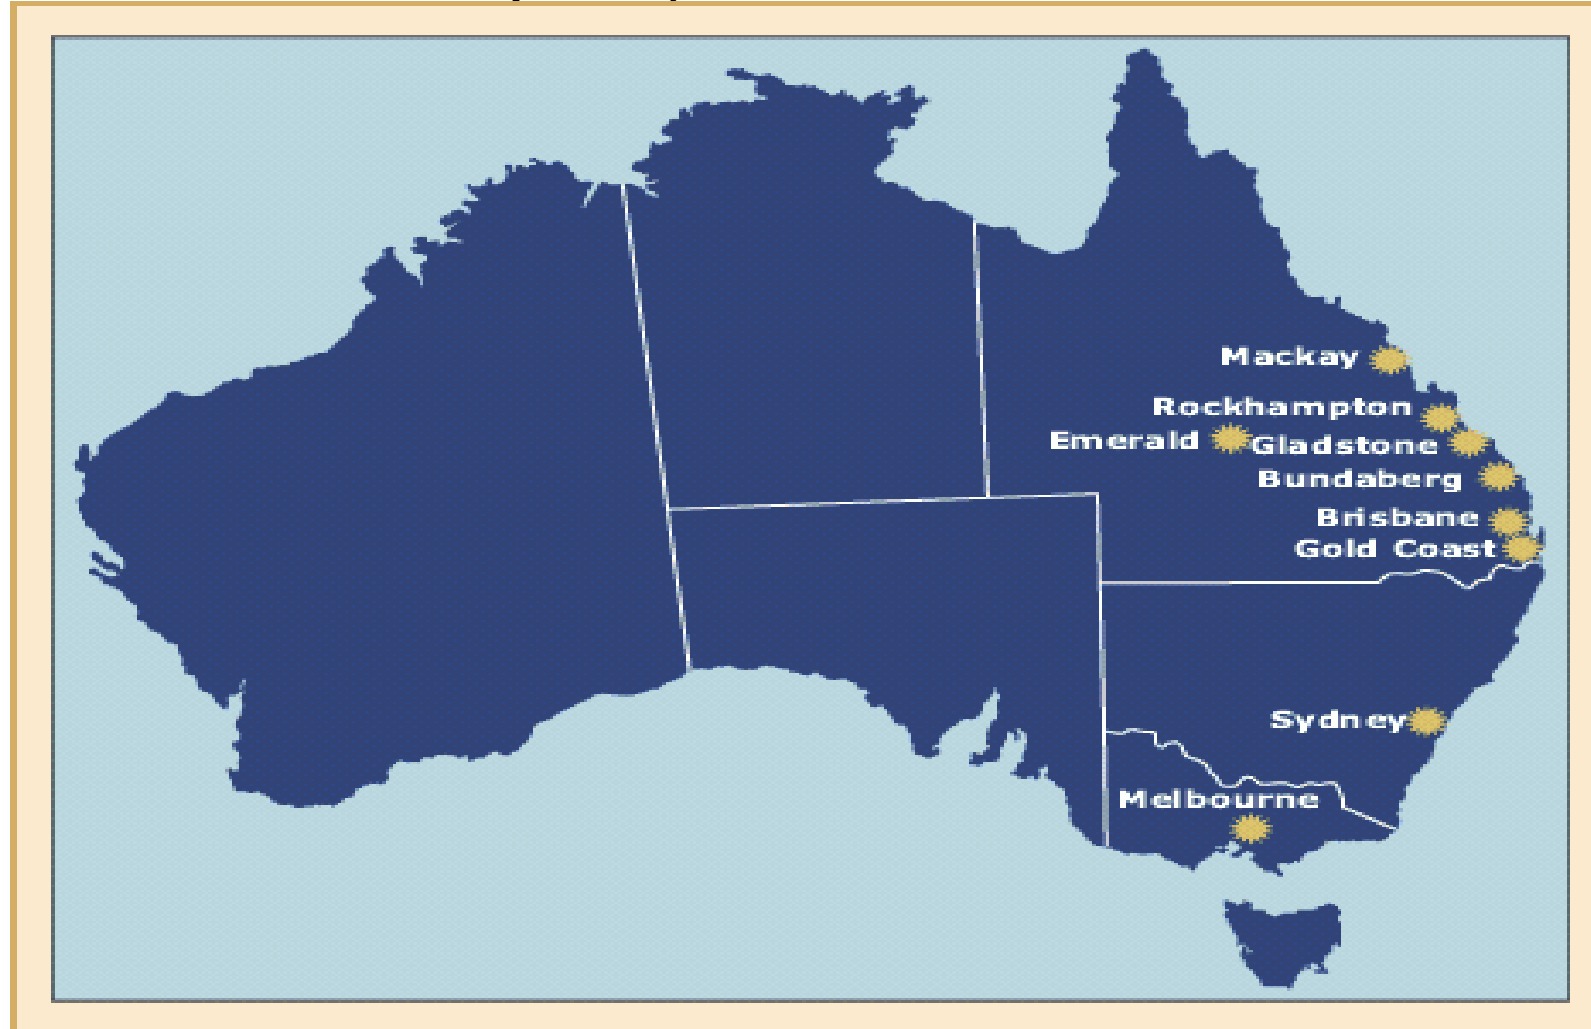 Mackay
Rockhampton
Emerald
Gladstone
Bundaberg
Brisbane
Gold Coast
Sydney
Melbourne